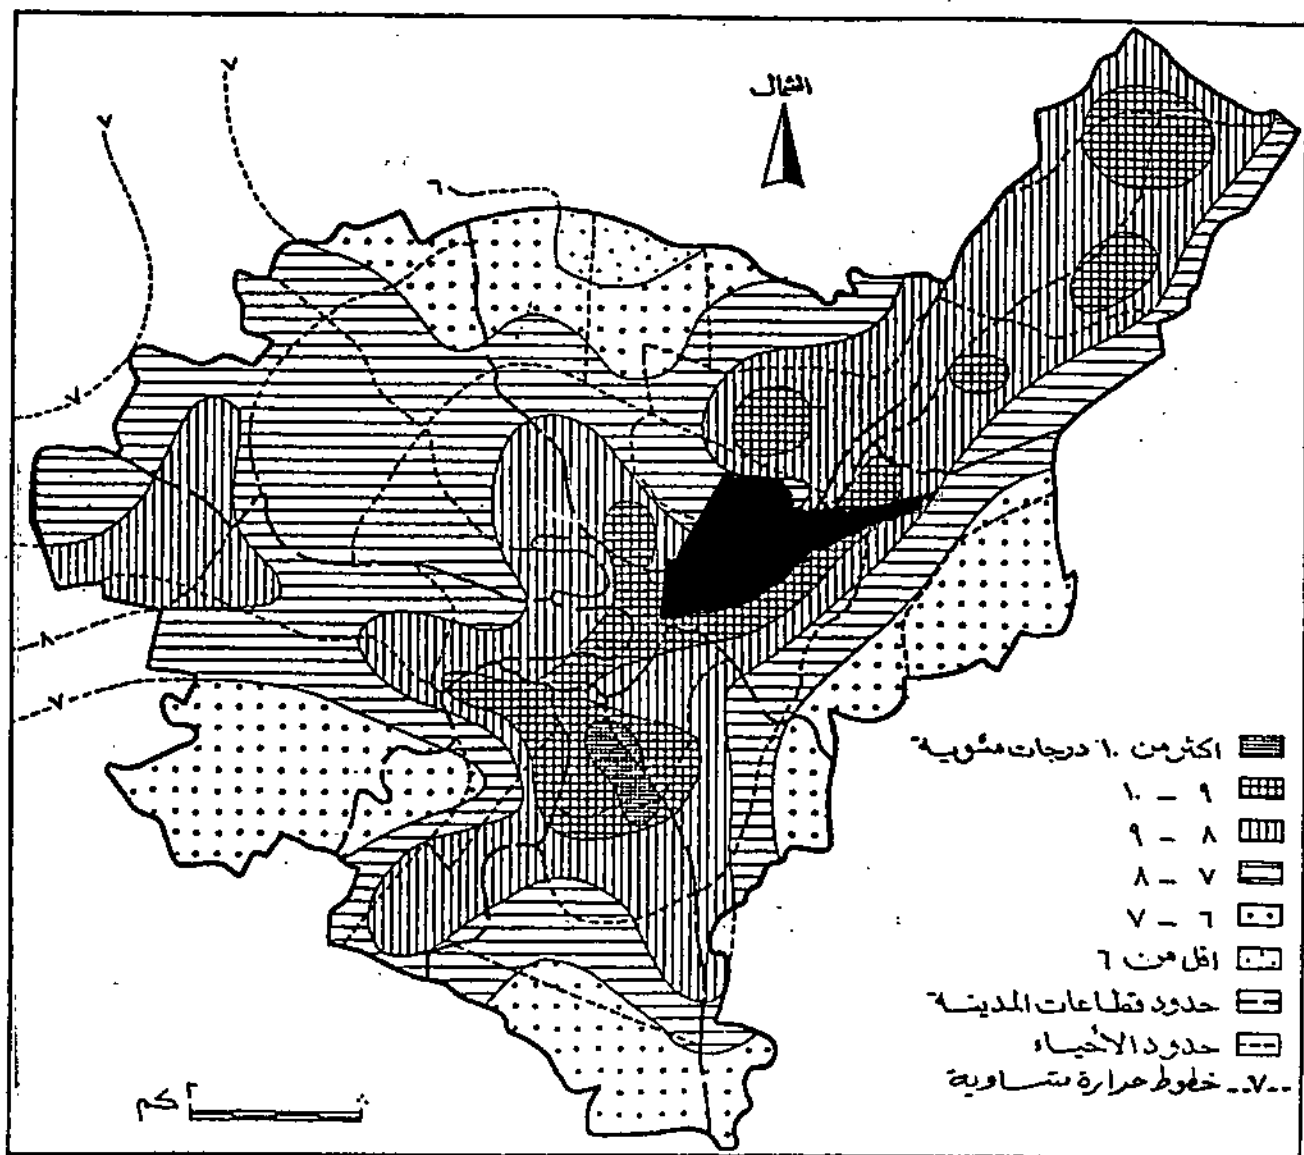 ٧
٧
الشمال
٦
٧
٨
٧
اكثر من ١٠ درجات مئوية
٩ - ١٠
٨ - ٩
٧ - ٨
٦ - ٧
اقل من ٦
حدود قطاعات المدينة
حدود الأحياء
--٧-- خطوط حرارة متساوية
كم ٢ ٠